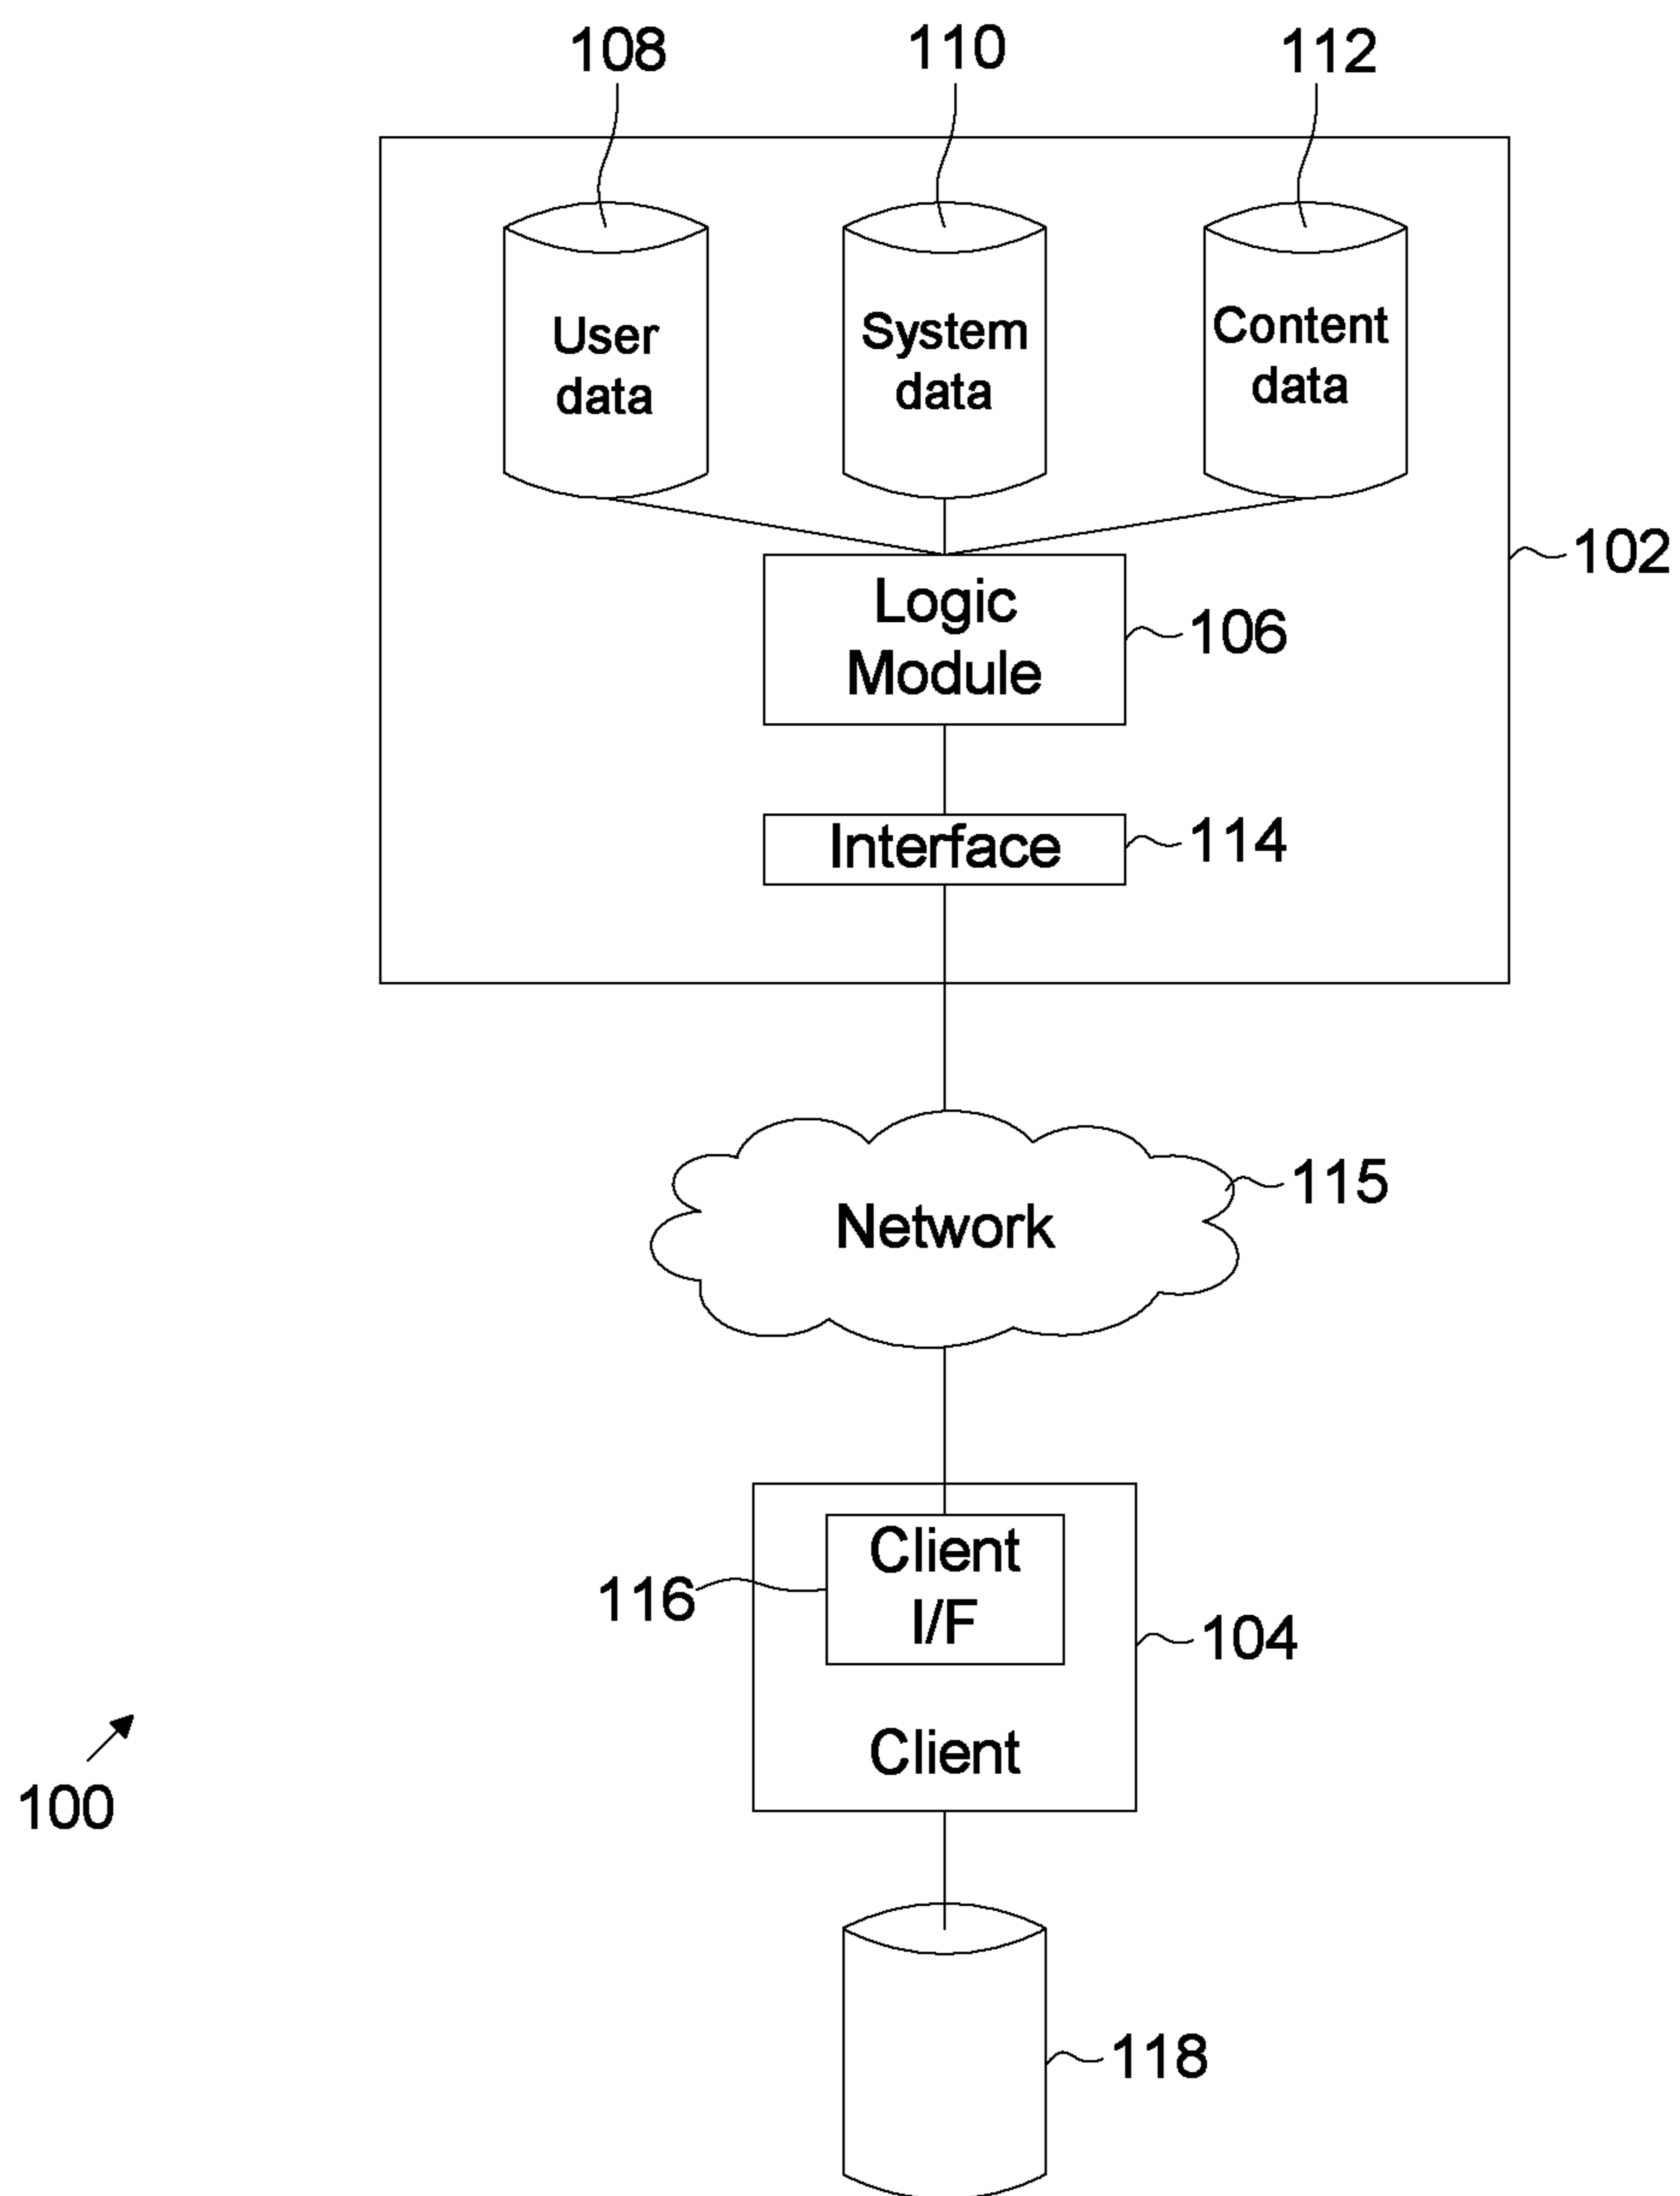 108
110
112
User
data
System
data
Content
data
102
Logic
Module
106
Interface
114
115
Network
Client
I/F
116
104
Client
100
118